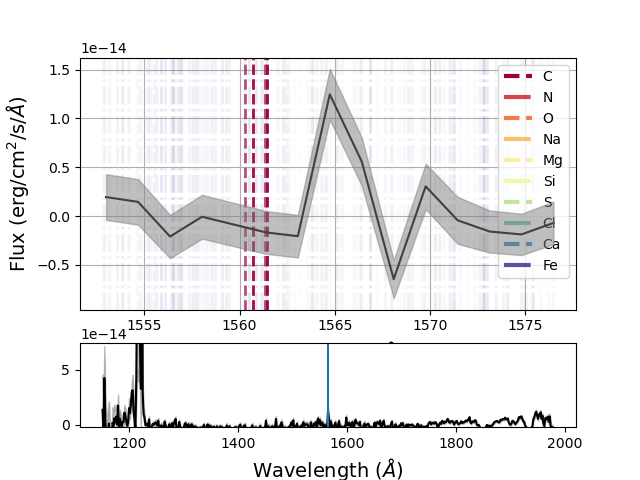 1e−14
Flux (erg/cm²/s/Å)
1.5
1.0
0.5
0.0
−0.5
C
N
O
Na
Mg
Si
S
Cl
Ca
Fe
1555 1560 1565 1570 1575
1e−14
5
0
1200 1400 1600 1800 2000
Wavelength (Å)